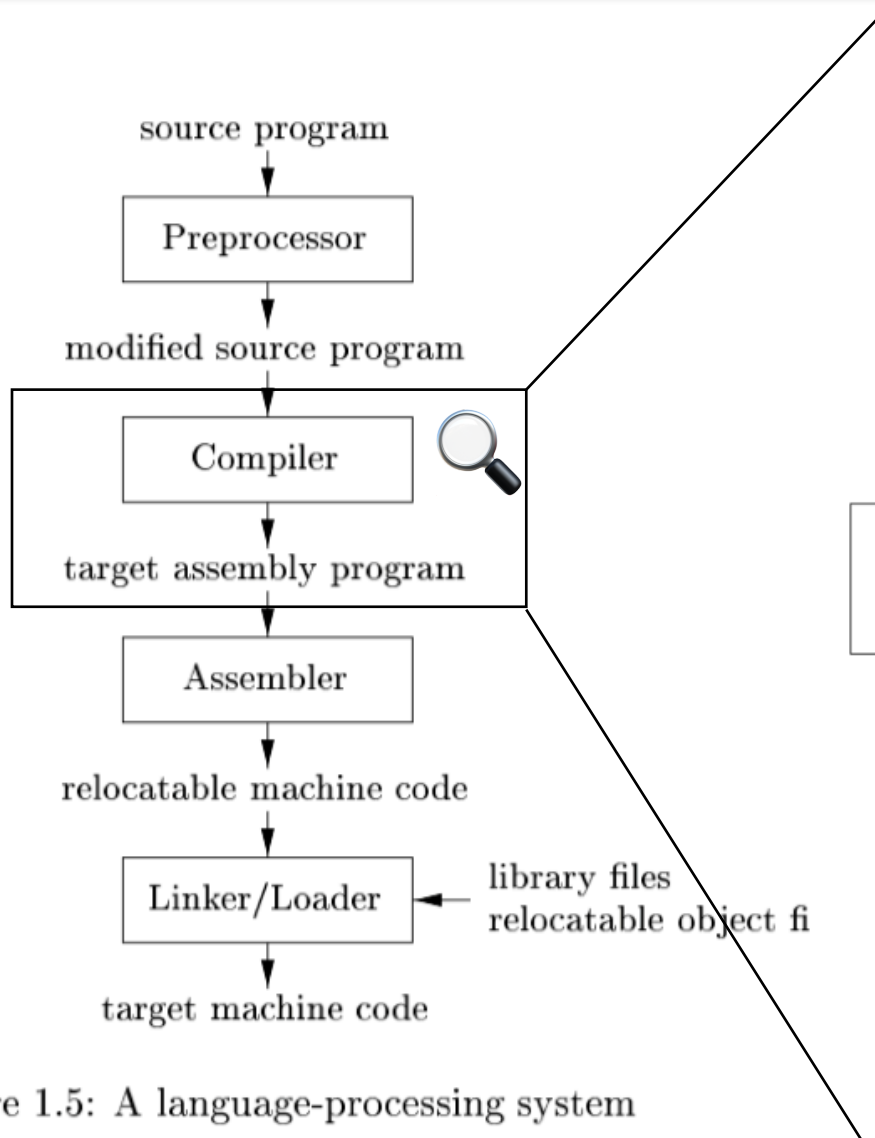 source program
Preprocessor
modified source program
Compiler
target assembly program
Assembler
relocatable machine code
Linker/Loader
library files
relocatable object fi
target machine code
e 1.5: A language-processing system